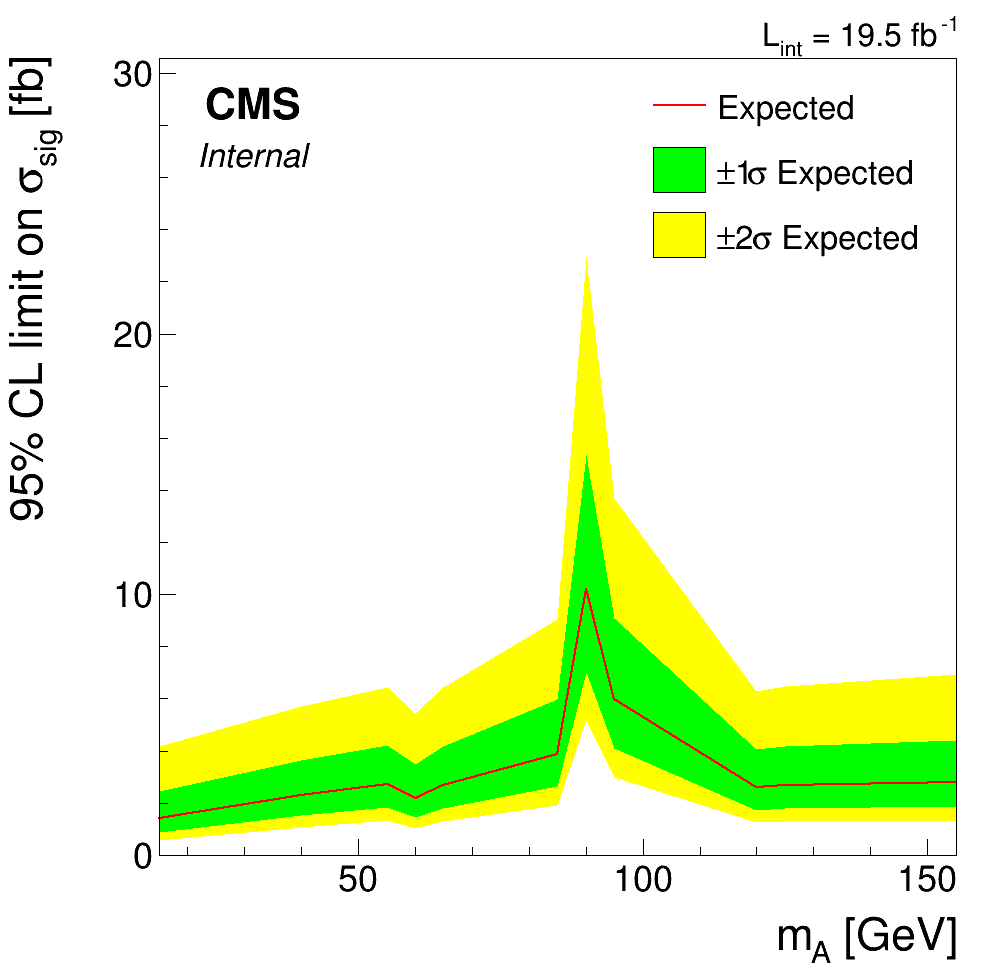 L_int = 19.5 fb^-1
95% CL limit on σ_sig [fb]
CMS
Internal
Expected
±1σ Expected
±2σ Expected
30
20
10
0
50 100 150
m_A [GeV]